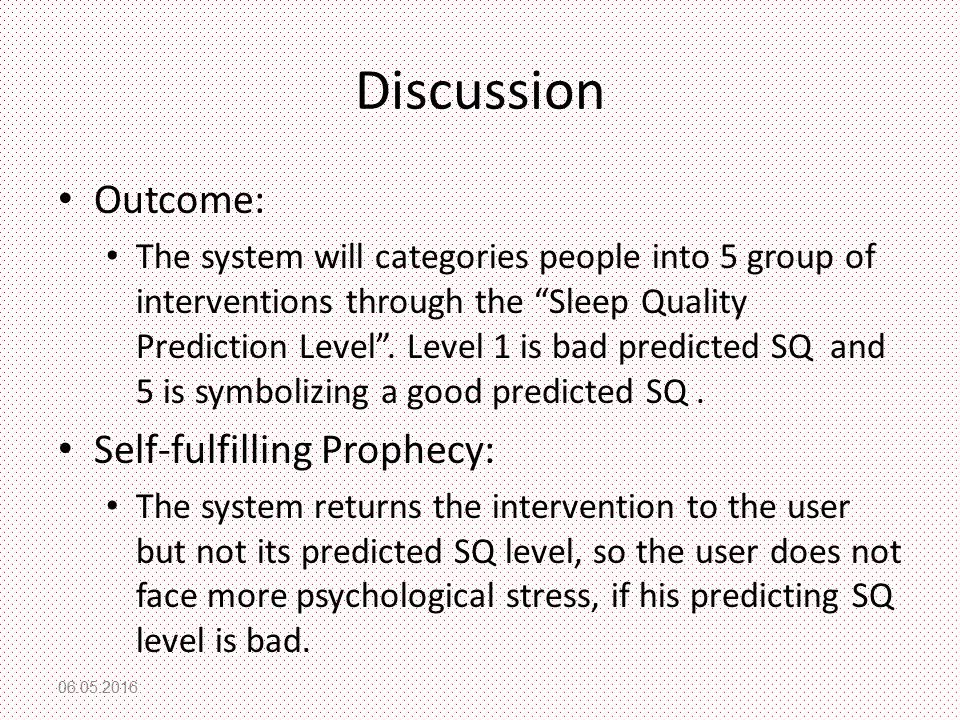 Discussion
• Outcome:
• The system will categories people into 5 group of
interventions through the “Sleep Quality
Prediction Level”. Level 1 is bad predicted SQ and
5 is symbolizing a good predicted SQ .
• Self-fulfilling Prophecy:
• The system returns the intervention to the user
but not its predicted SQ level, so the user does not
face more psychological stress, if his predicting SQ
level is bad.
06.05.2016